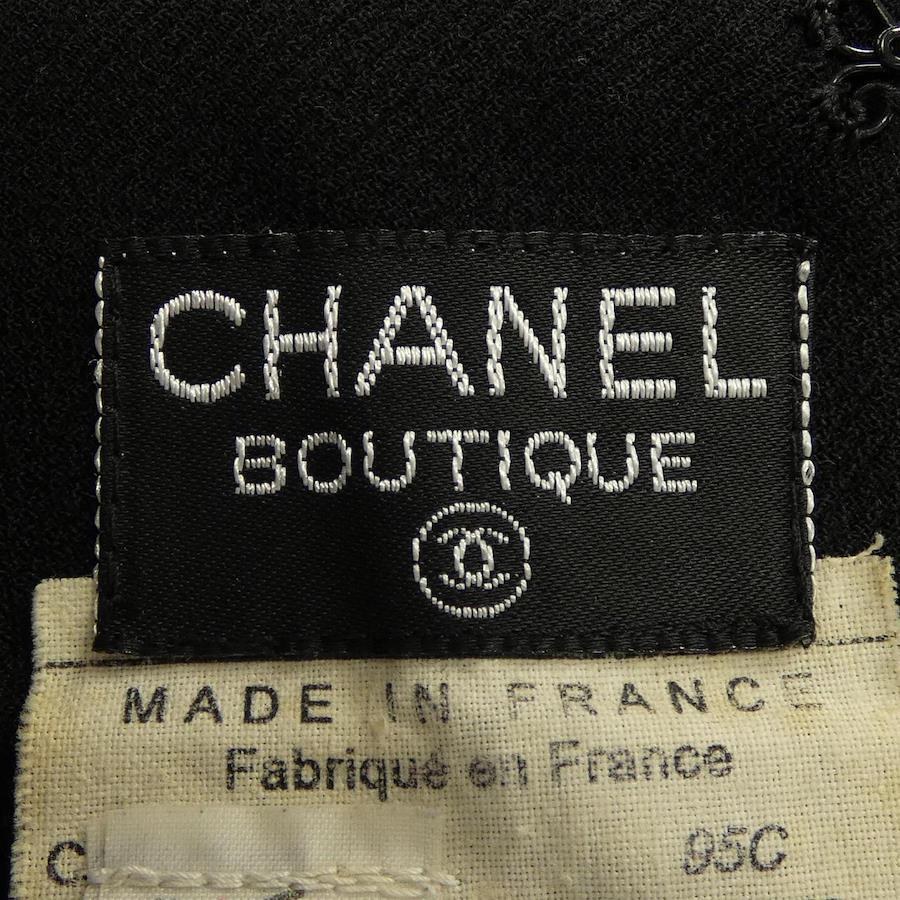 CHANEL
BOUTIQUE
MADE IN FRANCE
Fabriqué en France
C 95C